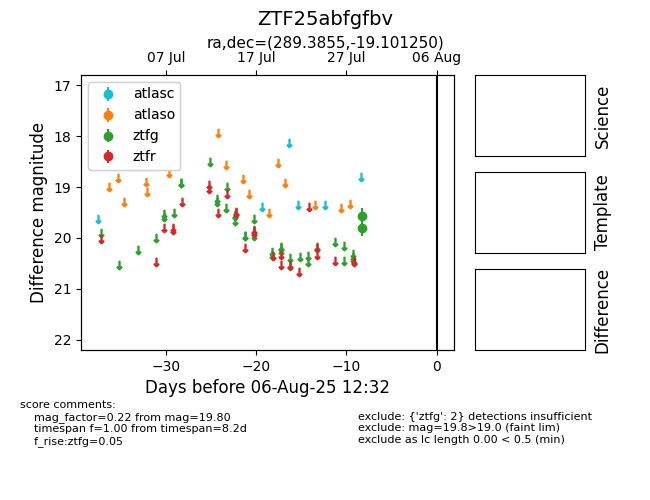 ZTF25abfgfbv
ra,dec=(289.3855,-19.101250)
07 Jul 17 Jul 27 Jul 06 Aug
atlasc
atlaso
ztfg
ztfr
17
18
19
20
21
22
Difference magnitude
−30 −20 −10 0
Days before 06-Aug-25 12:32
Science
Template
Difference
score comments:
mag_factor=0.22 from mag=19.80
timespan f=1.00 from timespan=8.2d
f_rise:ztfg=0.05
exclude: {'ztfg': 2} detections insufficient
exclude: mag=19.8>19.0 (faint lim)
exclude as lc length 0.00 < 0.5 (min)